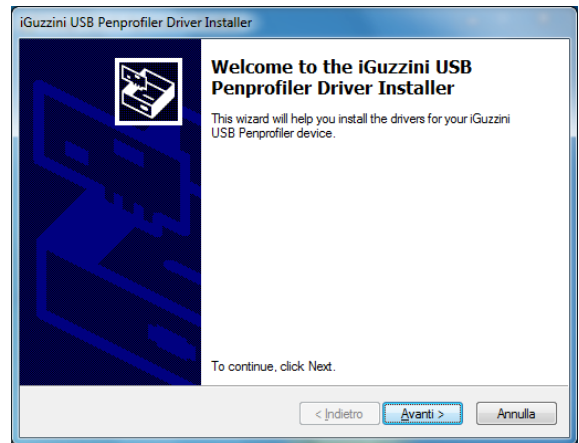 iGuzzini USB Penprofiler Driver Installer
Welcome to the iGuzzini USB
Penprofiler Driver Installer
This wizard will help you install the drivers for your iGuzzini
USB Penprofiler device.
To continue, click Next.
< Indietro Avanti > Annulla